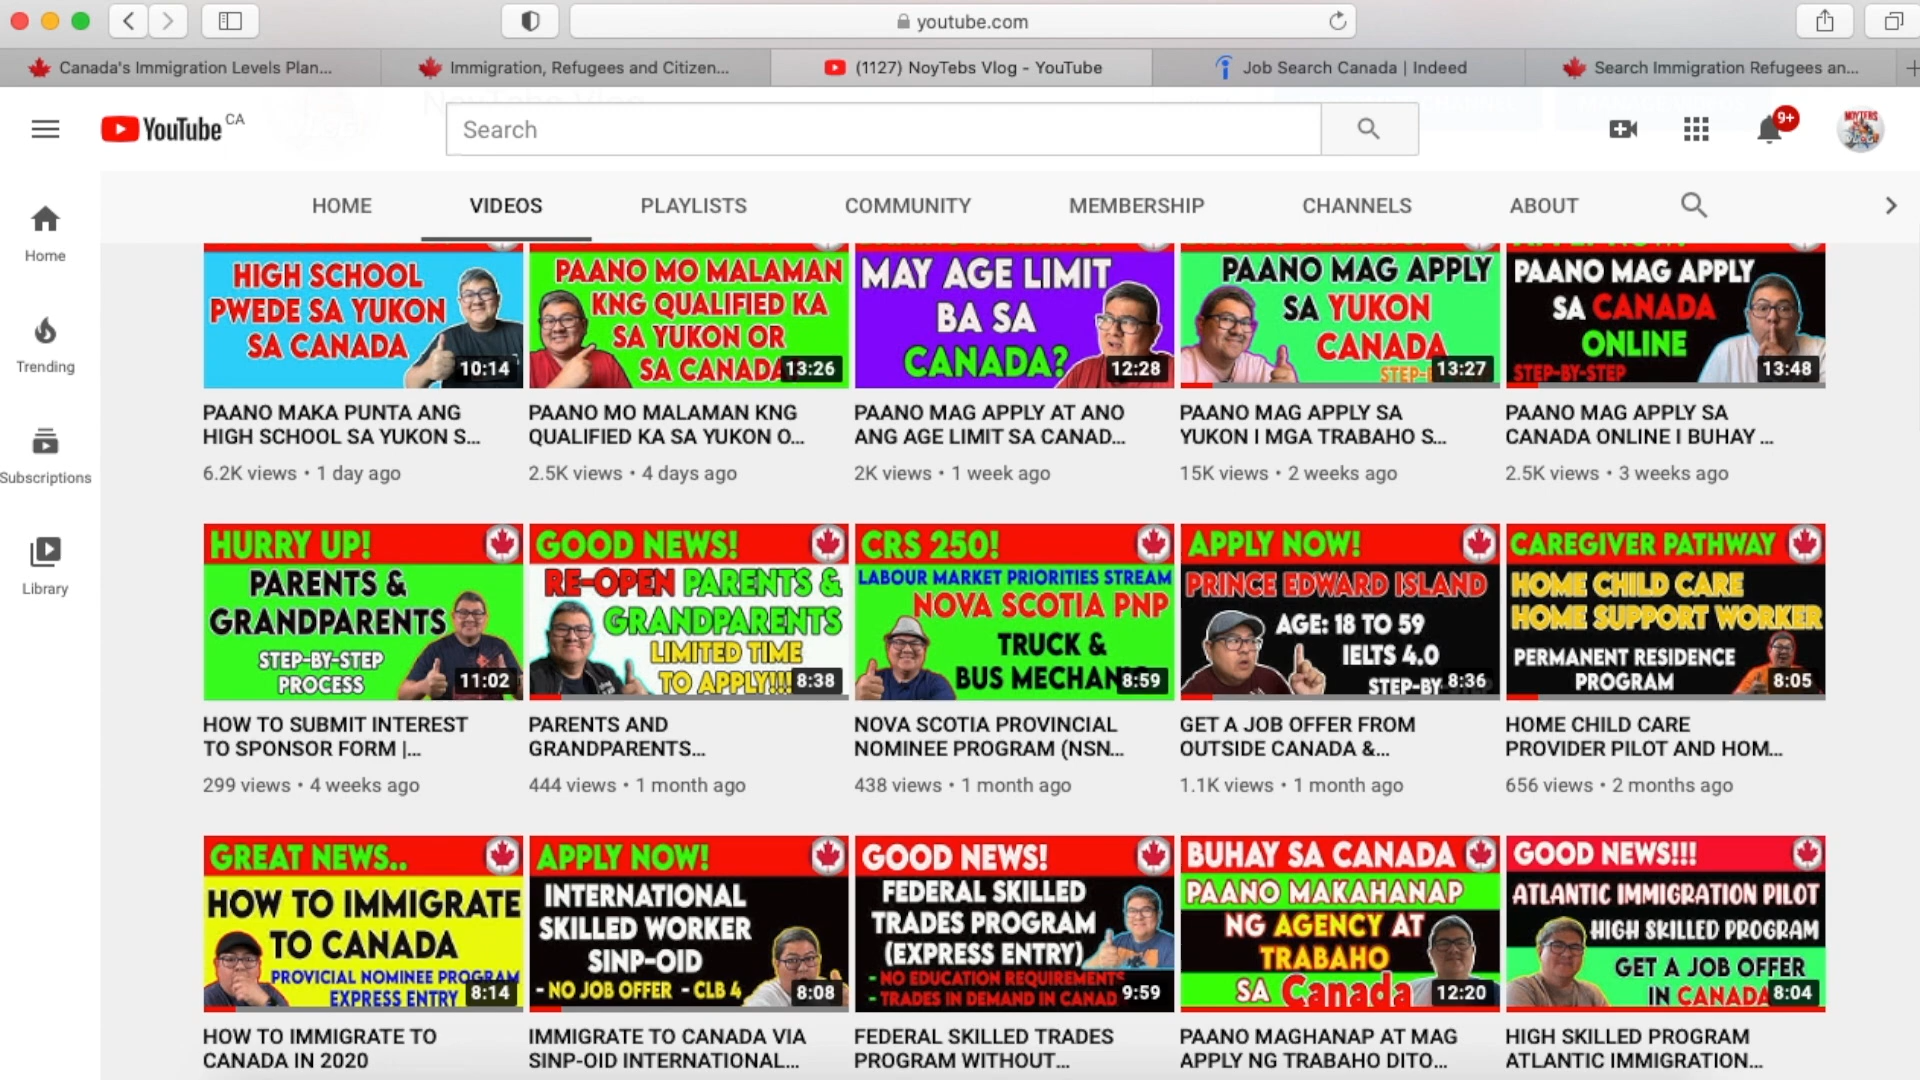 youtube.com
Canada's Immigration Levels Plan...
Immigration, Refugees and Citizen...
(1127) NoyTebs Vlog - YouTube
Job Search Canada | Indeed
Search Immigration Refugees an...
YouTube CA
Search
9+
HOME
VIDEOS
PLAYLISTS
COMMUNITY
MEMBERSHIP
CHANNELS
ABOUT
Home
Trending
Subscriptions
Library
HIGH SCHOOL
PWEDE SA YUKON
SA CANADA
10:14
PAANO MAKA PUNTA ANG
HIGH SCHOOL SA YUKON S...
6.2K views • 1 day ago
PAANO MO MALAMAN
KNG QUALIFIED KA
SA YUKON OR
SA CANADA
13:26
PAANO MO MALAMAN KNG
QUALIFIED KA SA YUKON O...
2.5K views • 4 days ago
MAY AGE LIMIT
BA SA
CANADA?
12:28
PAANO MAG APPLY AT ANO
ANG AGE LIMIT SA CANAD...
2K views • 1 week ago
PAANO MAG APPLY
SA YUKON
CANADA
13:27
PAANO MAG APPLY SA
YUKON I MGA TRABAHO S...
15K views • 2 weeks ago
PAANO MAG APPLY
SA CANADA
ONLINE
STEP-BY-STEP
13:48
PAANO MAG APPLY SA
CANADA ONLINE I BUHAY ...
2.5K views • 3 weeks ago
HURRY UP!
PARENTS &
GRANDPARENTS
STEP-BY-STEP
PROCESS
11:02
HOW TO SUBMIT INTEREST
TO SPONSOR FORM |...
299 views • 4 weeks ago
GOOD NEWS!
RE-OPEN PARENTS &
GRANDPARENTS
LIMITED TIME
TO APPLY!!!
8:38
PARENTS AND
GRANDPARENTS...
444 views • 1 month ago
CRS 250!
LABOUR MARKET PRIORITIES STREAM
NOVA SCOTIA PNP
TRUCK &
BUS MECHAN
8:59
NOVA SCOTIA PROVINCIAL
NOMINEE PROGRAM (NSN...
438 views • 1 month ago
APPLY NOW!
PRINCE EDWARD ISLAND
AGE: 18 TO 59
IELTS 4.0
STEP-BY
8:36
GET A JOB OFFER FROM
OUTSIDE CANADA &...
1.1K views • 1 month ago
CAREGIVER PATHWAY
HOME CHILD CARE
HOME SUPPORT WORKER
PERMANENT RESIDENCE
PROGRAM
8:05
HOME CHILD CARE
PROVIDER PILOT AND HOM...
656 views • 2 months ago
GREAT NEWS..
HOW TO IMMIGRATE
TO CANADA
PROVICIAL NOMINEE PROGRAM
EXPRESS ENTRY
8:14
HOW TO IMMIGRATE TO
CANADA IN 2020
APPLY NOW!
INTERNATIONAL
SKILLED WORKER
SINP-OID
- NO JOB OFFER - CLB 4
8:08
IMMIGRATE TO CANADA VIA
SINP-OID INTERNATIONAL...
GOOD NEWS!
FEDERAL SKILLED
TRADES PROGRAM
(EXPRESS ENTRY)
- NO EDUCATION REQUIREMENTS
- TRADES IN DEMAND IN CANAD
9:59
FEDERAL SKILLED TRADES
PROGRAM WITHOUT...
BUHAY SA CANADA
PAANO MAKAHANAP
NG AGENCY AT
TRABAHO
SA Canada
12:20
PAANO MAGHANAP AT MAG
APPLY NG TRABAHO DITO...
GOOD NEWS!!!
ATLANTIC IMMIGRATION PILOT
HIGH SKILLED PROGRAM
GET A JOB OFFER
IN CANADA
8:04
HIGH SKILLED PROGRAM
ATLANTIC IMMIGRATION...